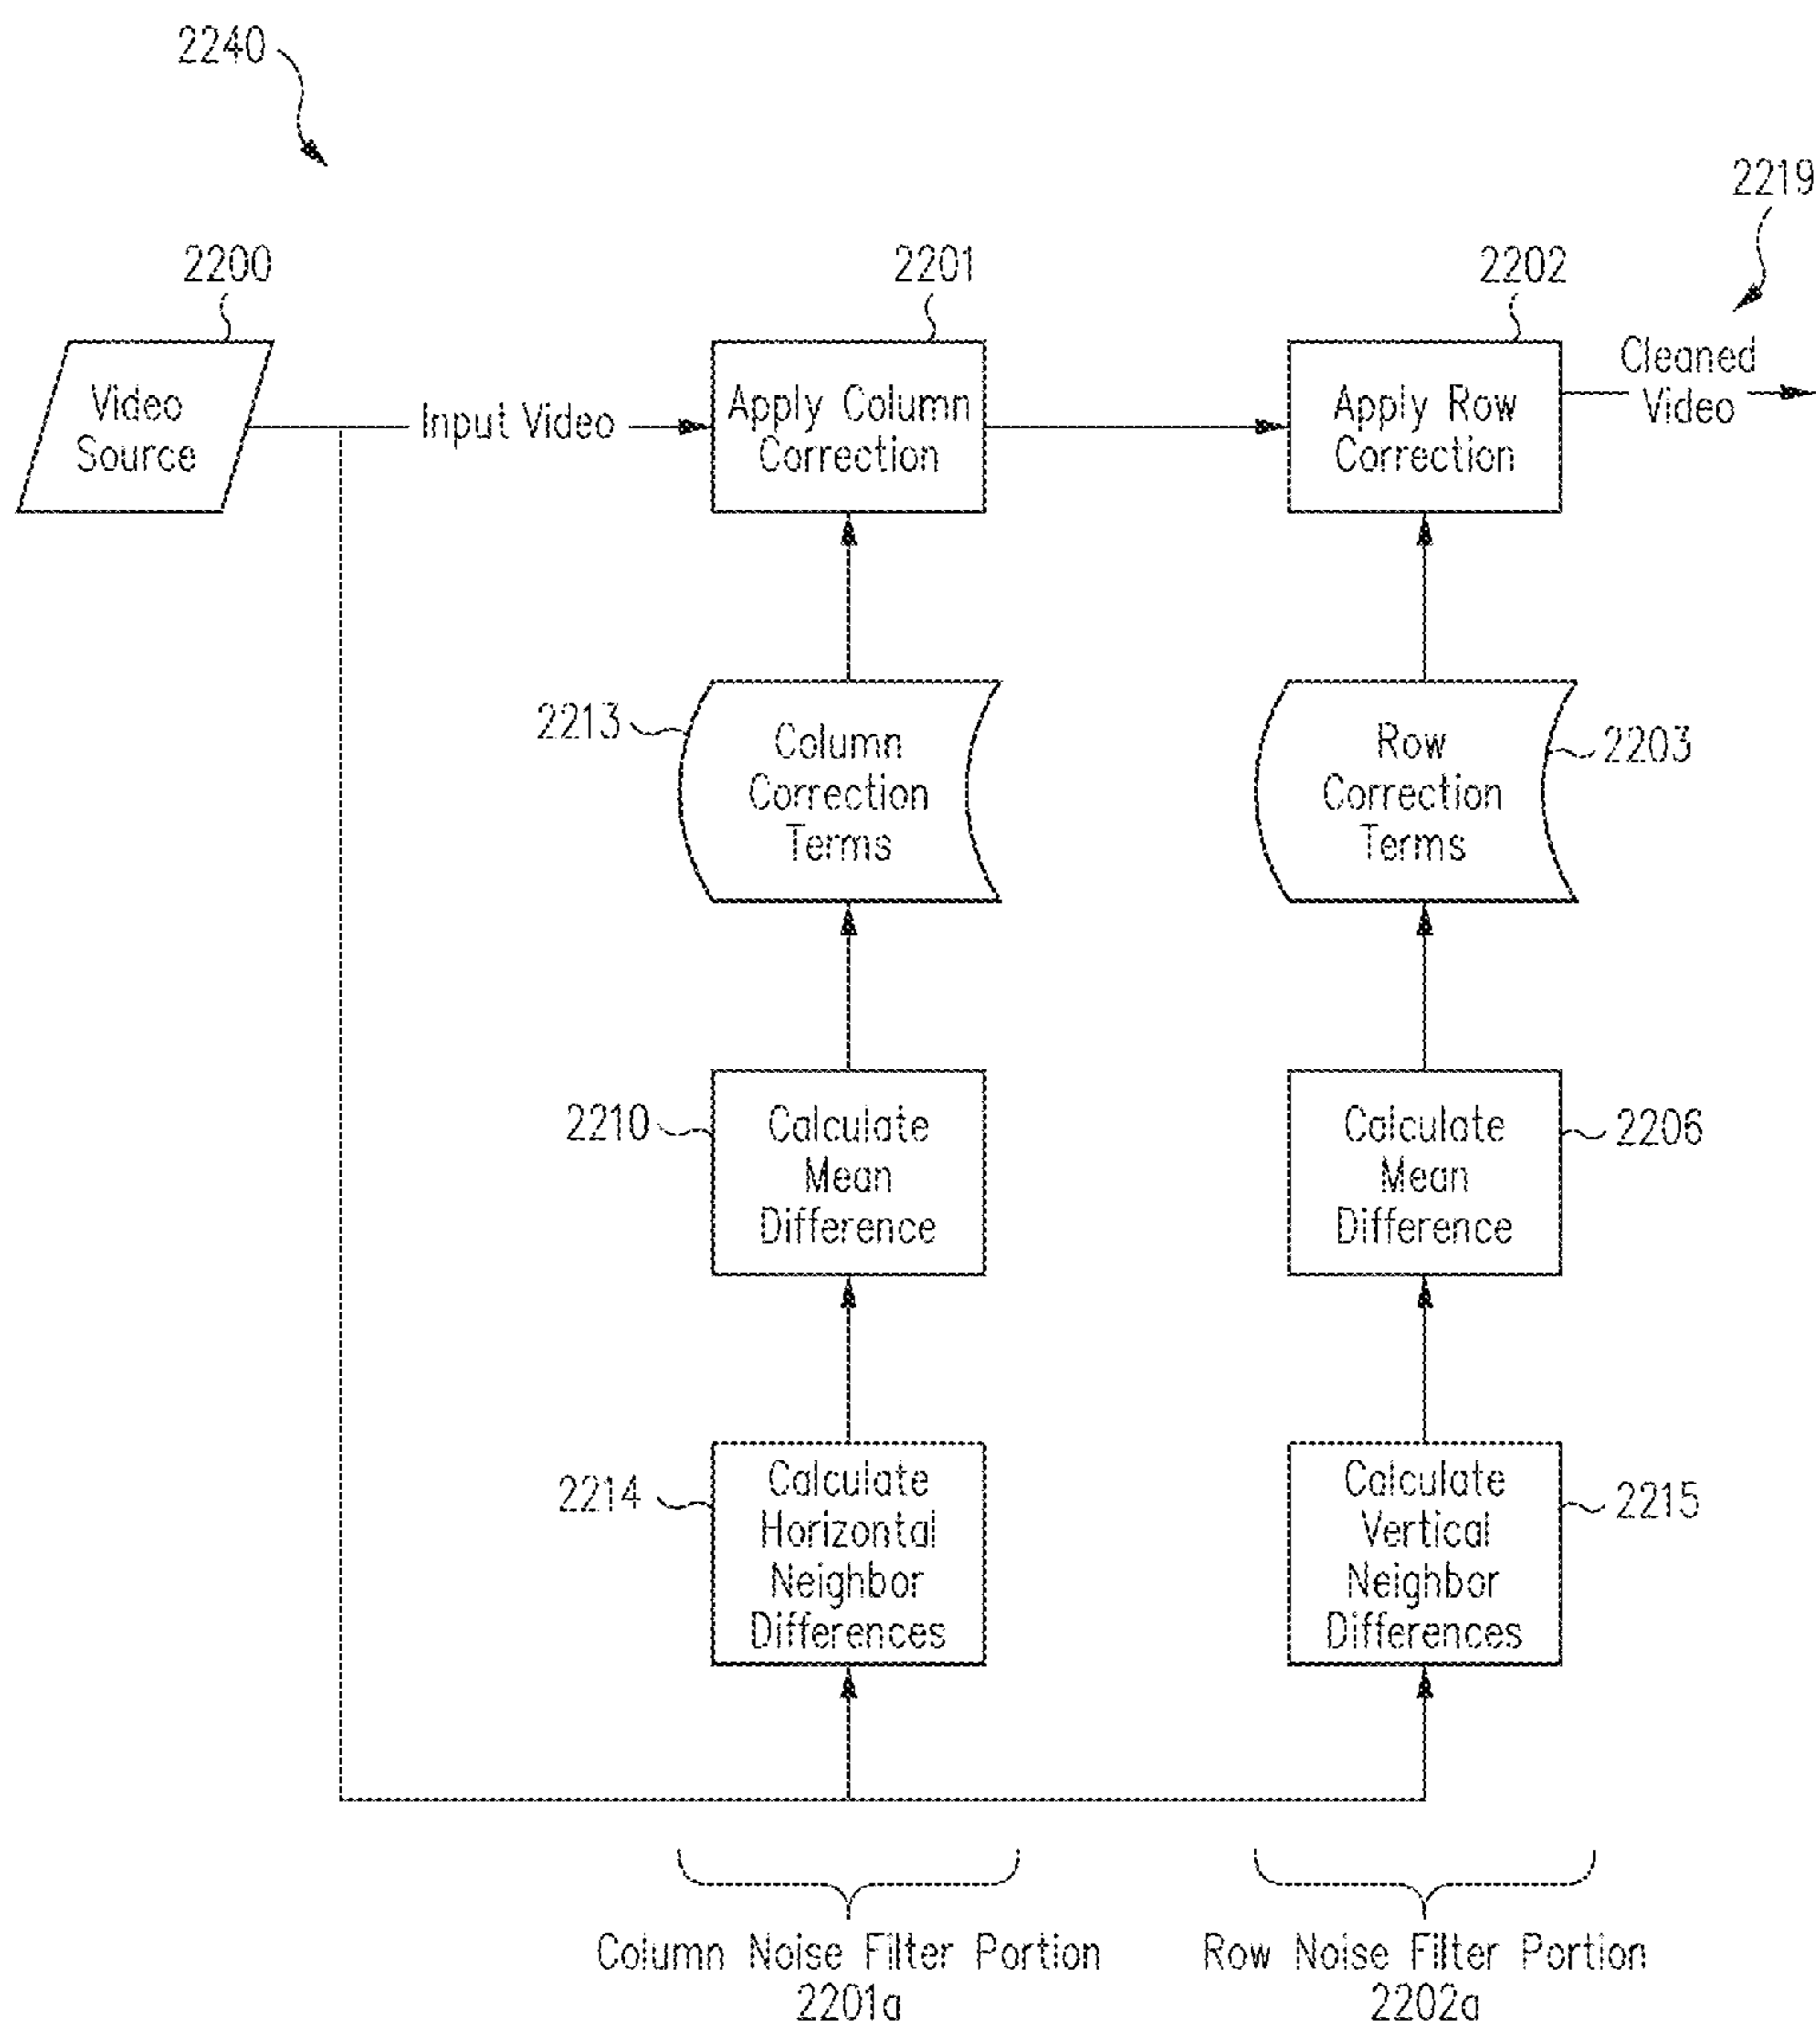 2240
2219
2200
2201
2202
Video
Source
Input Video
Apply Column
Correction
Apply Row
Correction
Cleaned
Video
2213
Column
Correction
Terms
Row
Correction
Terms
2203
2210
Calculate
Mean
Difference
Calculate
Mean
Difference
2206
2214
Calculate
Horizontal
Neighbor
Differences
Calculate
Vertical
Neighbor
Differences
2215
Column Noise Filter Portion
2201a
Row Noise Filter Portion
2202a